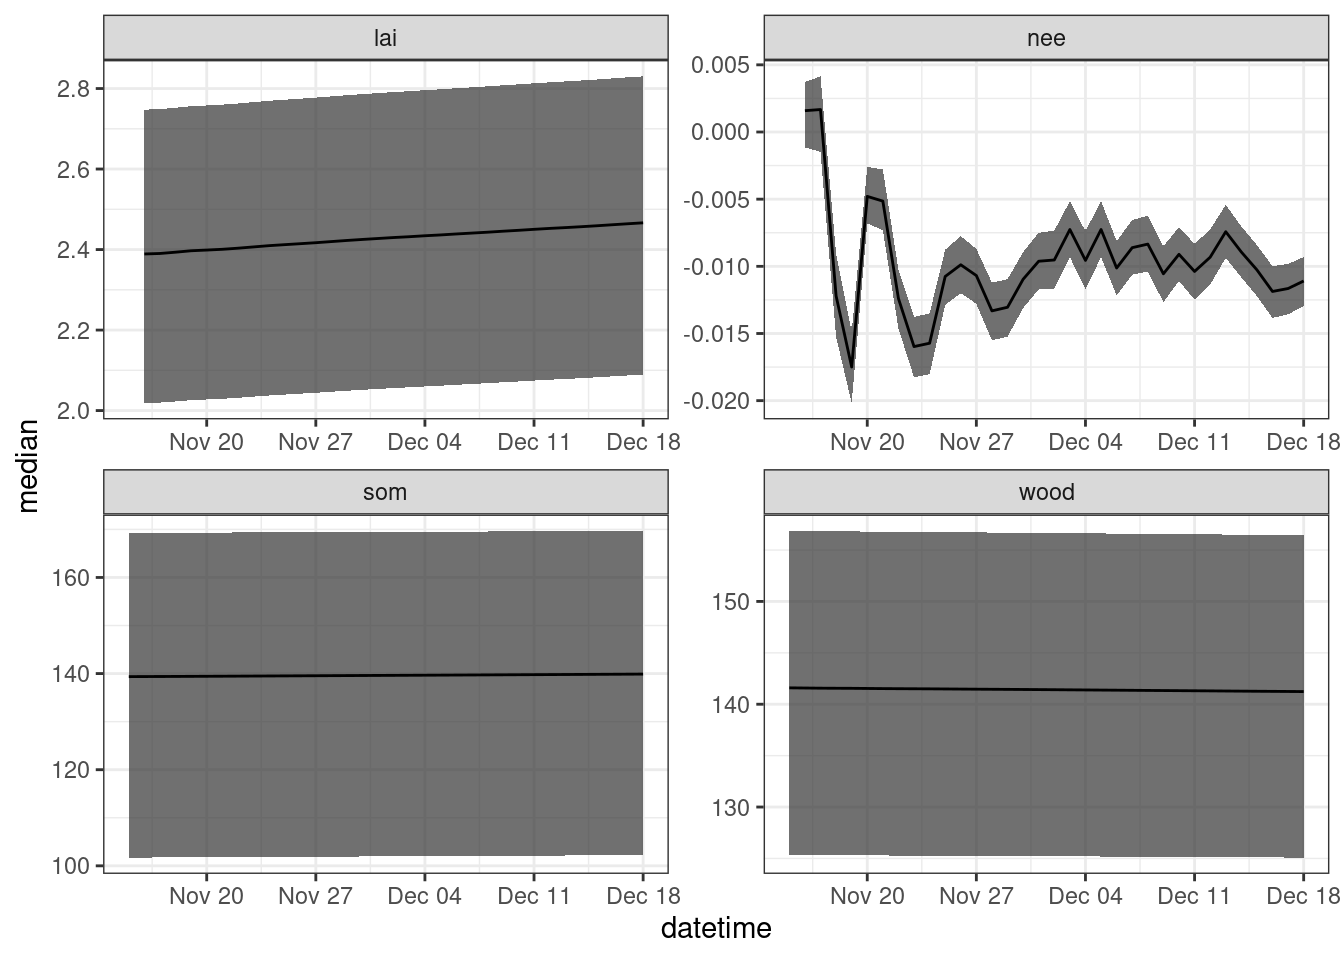 lai
2.8
2.6
2.4
2.2
2.0
Nov 20 Nov 27 Dec 04 Dec 11 Dec 18
nee
0.005
0.000
-0.005
-0.010
-0.015
-0.020
Nov 20 Nov 27 Dec 04 Dec 11 Dec 18
median
som
160
140
120
100
Nov 20 Nov 27 Dec 04 Dec 11 Dec 18
wood
150
140
130
Nov 20 Nov 27 Dec 04 Dec 11 Dec 18
datetime